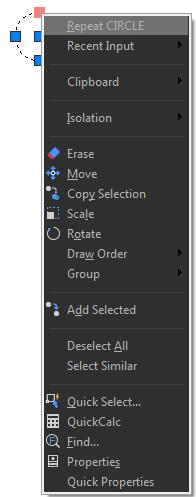 Repeat CIRCLE
Recent Input
Clipboard
Isolation
Erase
Move
Copy Selection
Scale
Rotate
Draw Order
Group
Add Selected
Deselect All
Select Similar
Quick Select...
QuickCalc
Find...
Properties
Quick Properties